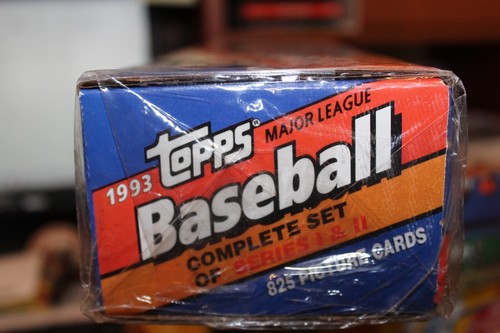 1993 Topps® MAJOR LEAGUE
Baseball
COMPLETE SET
OF SERIES I & II
825 PICTURE CARDS